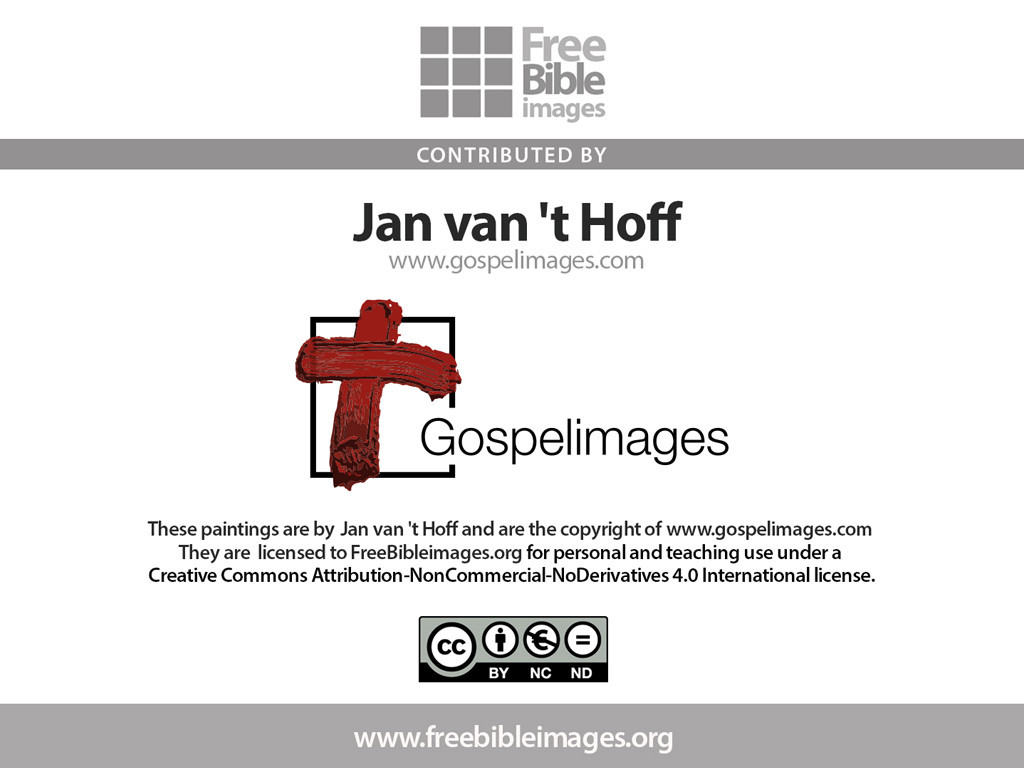 Free
Bible
images
CONTRIBUTED BY
Jan van 't Hoff
www.gospelimages.com
Gospelimages
These paintings are by Jan van 't Hoff and are the copyright of www.gospelimages.com
They are licensed to FreeBibleimages.org for personal and teaching use under a
Creative Commons Attribution-NonCommercial-NoDerivatives 4.0 International license.
cc
BY NC ND
www.freebibleimages.org